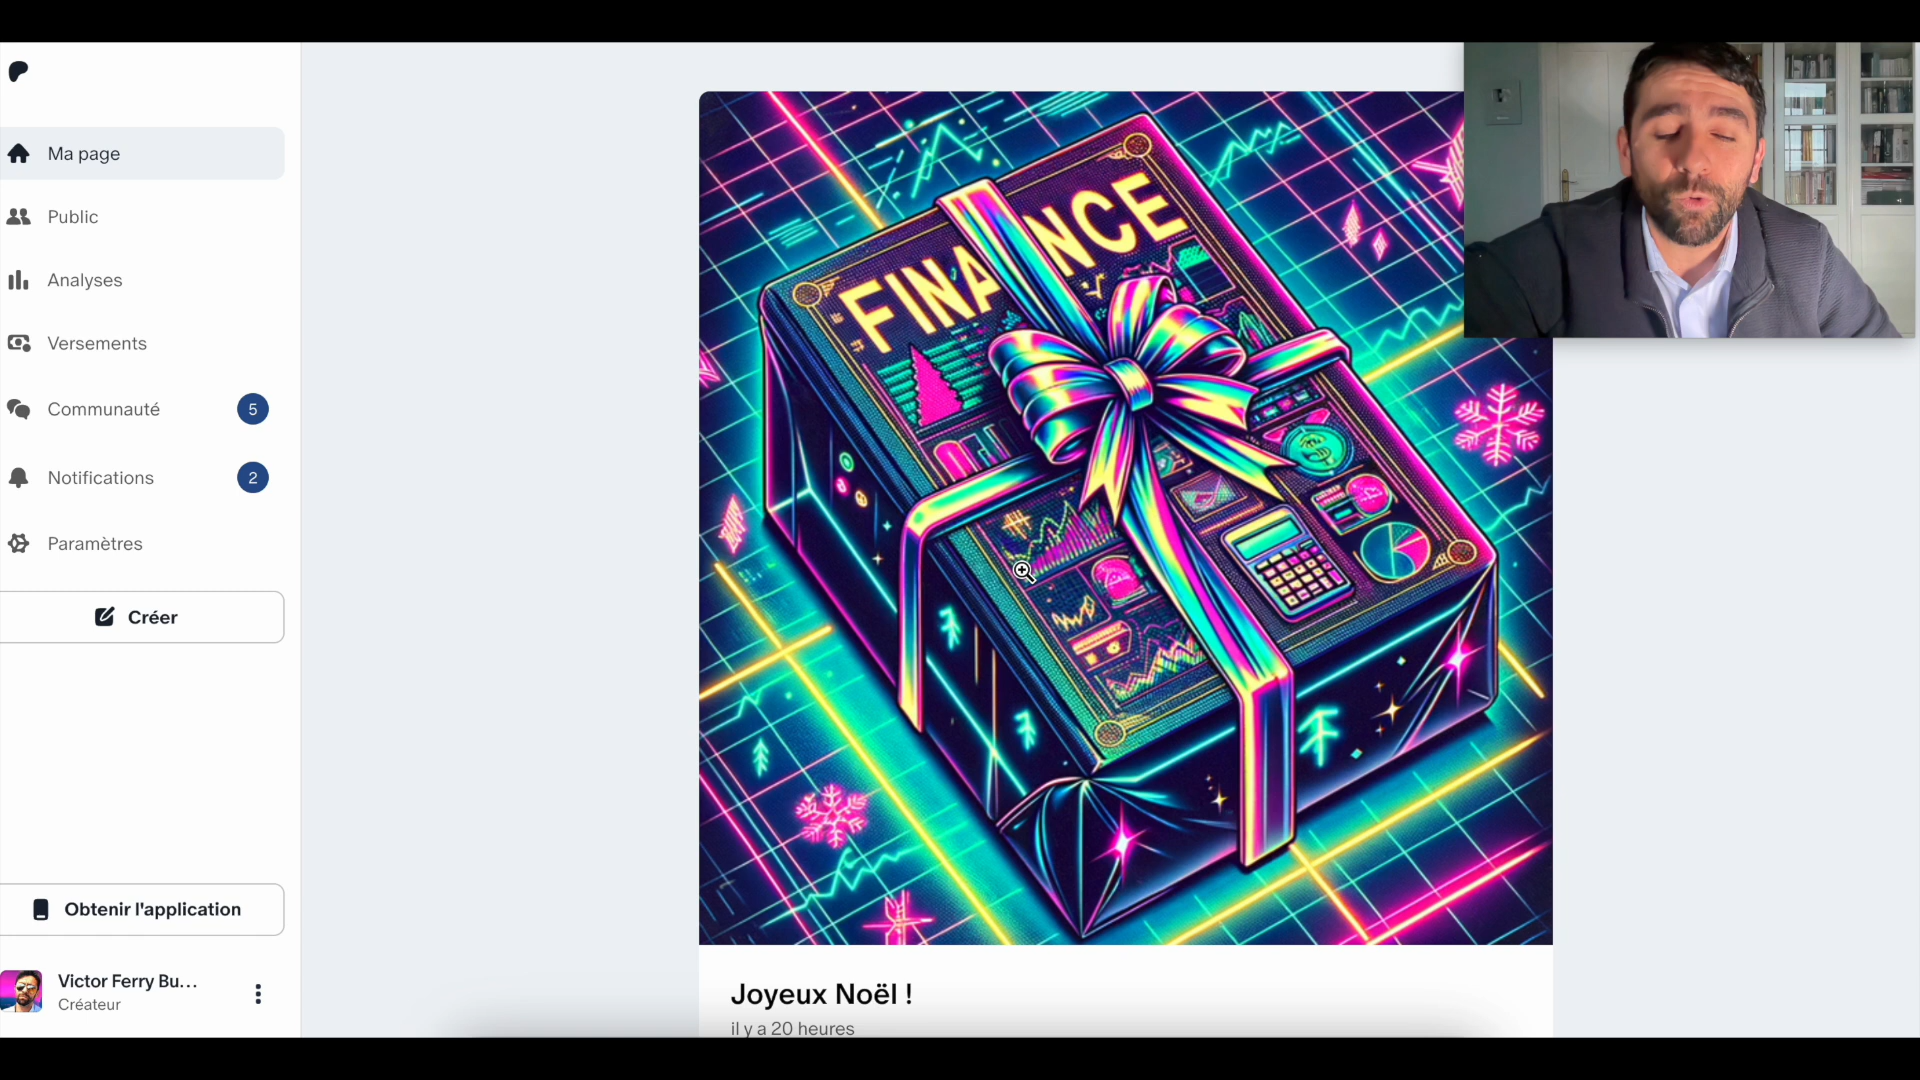 Ma page
Public
Analyses
Versements
Communauté 5
Notifications 2
Paramètres
Créer
Obtenir l'application
Victor Ferry Bu...
Créateur
FINANCE
$
Joyeux Noël !
il y a 20 heures